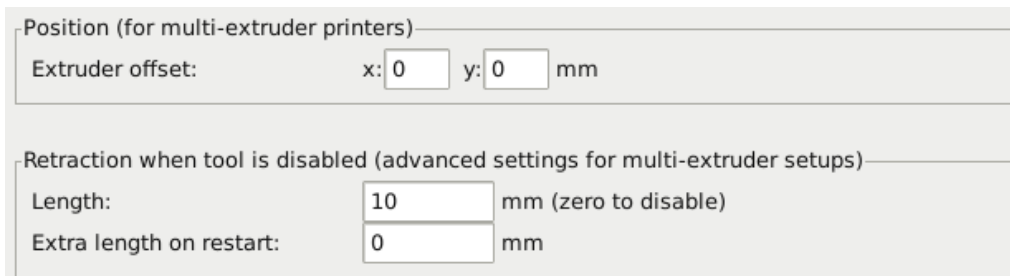 Position (for multi-extruder printers)
Extruder offset: x: 0 y: 0 mm
Retraction when tool is disabled (advanced settings for multi-extruder setups)
Length: 10 mm (zero to disable)
Extra length on restart: 0 mm